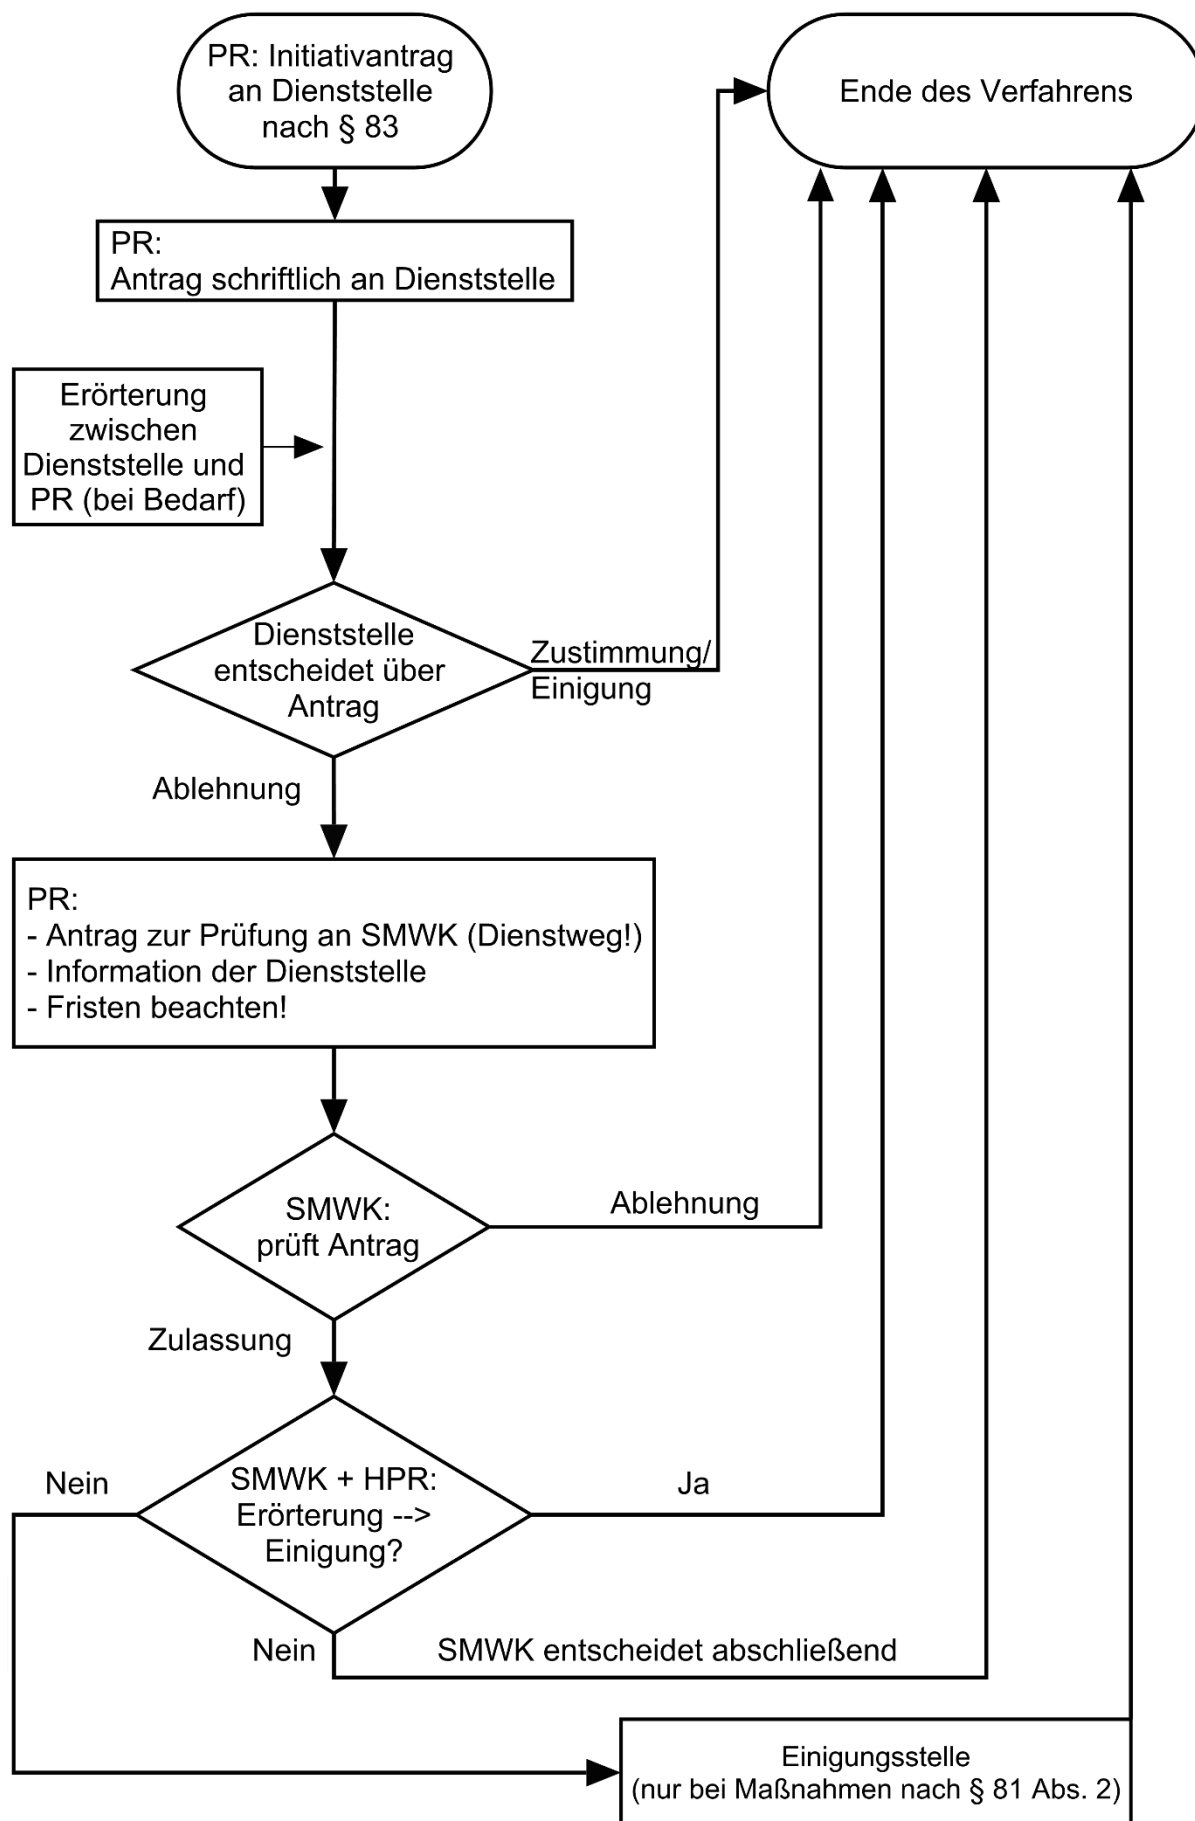 PR: Initiativantrag
an Dienststelle
nach § 83
Ende des Verfahrens
PR:
Antrag schriftlich an Dienststelle
Erörterung
zwischen
Dienststelle und
PR (bei Bedarf)
Dienststelle
entscheidet über
Antrag
Zustimmung/
Einigung
Ablehnung
PR:
- Antrag zur Prüfung an SMWK (Dienstweg!)
- Information der Dienststelle
- Fristen beachten!
SMWK:
prüft Antrag
Ablehnung
Zulassung
Nein
SMWK + HPR:
Erörterung -->
Einigung?
Ja
Nein
SMWK entscheidet abschließend
Einigungsstelle
(nur bei Maßnahmen nach § 81 Abs. 2)